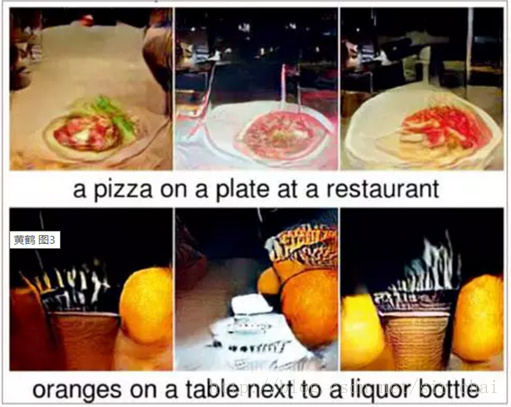 a pizza on a plate at a restaurant
黄鹤 图3
oranges on a table next to a liquor bottle